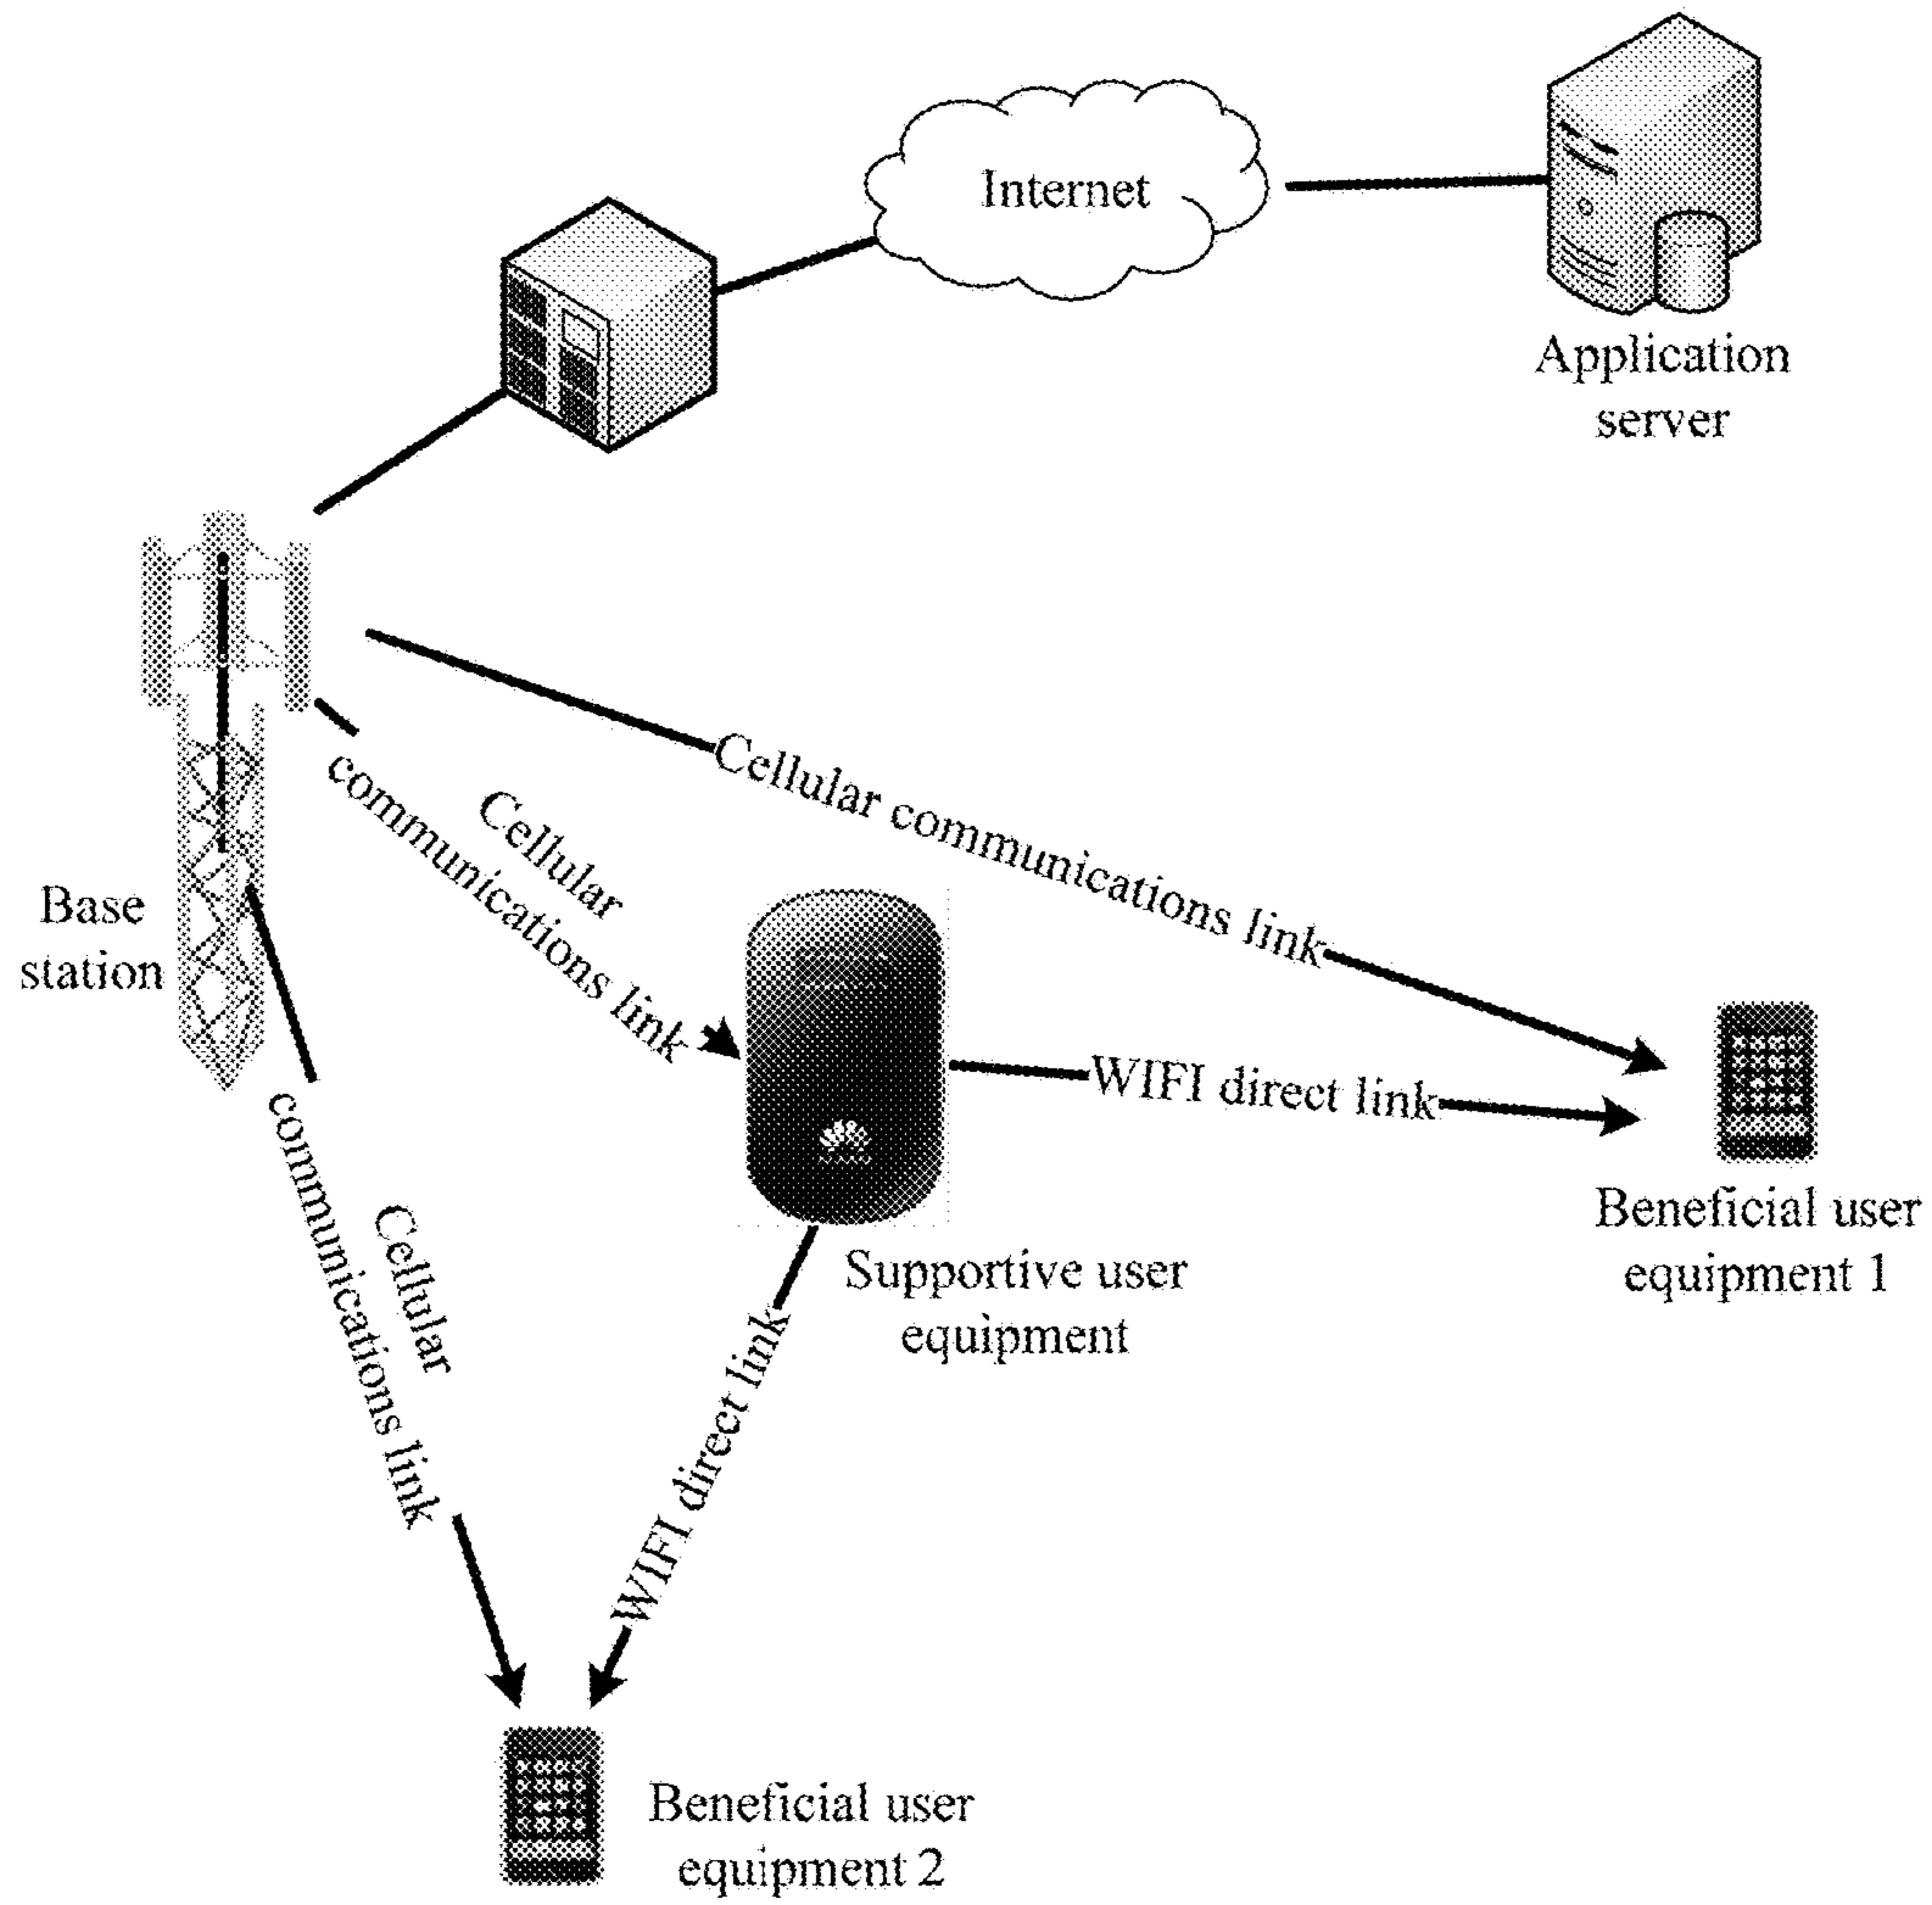 Internet
Application
server
Cellular communications link
Cellular
communications link
Base
station
WIFI direct link
Beneficial user
equipment 1
Supportive user
equipment
Cellular
communications link
WIFI direct link
Beneficial user
equipment 2